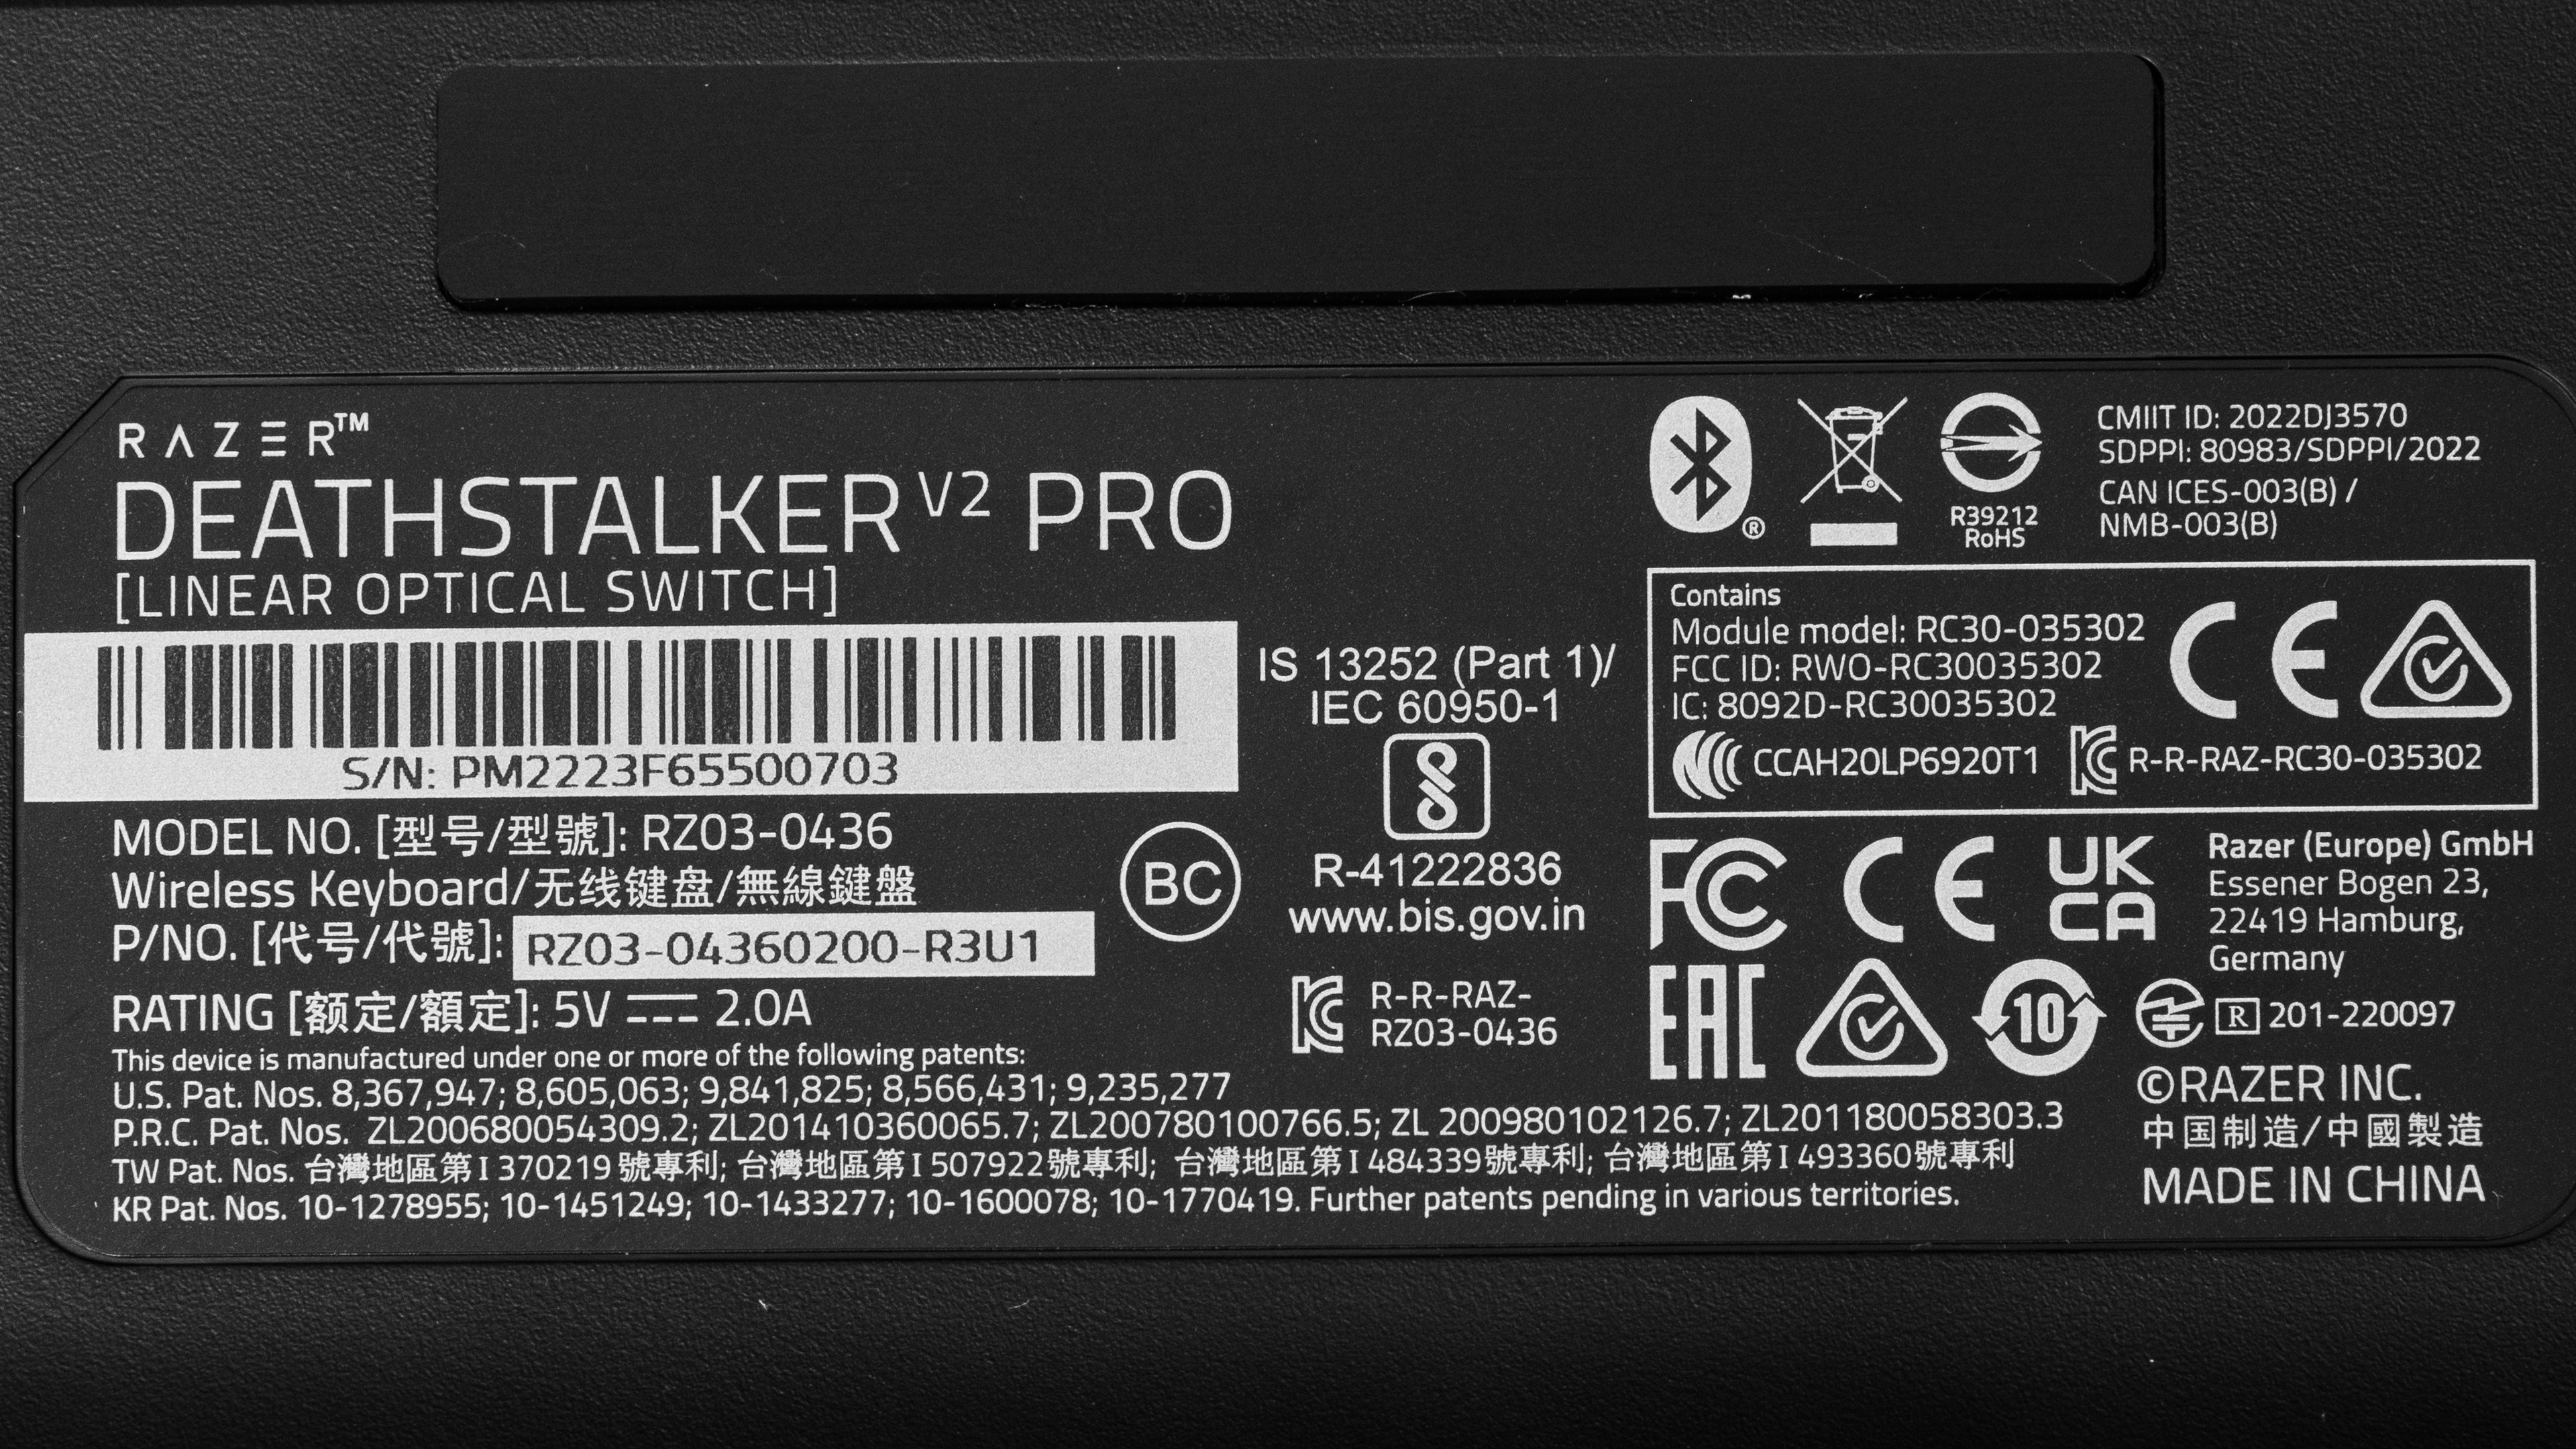 RAZER™
DEATHSTALKER V2 PRO
[LINEAR OPTICAL SWITCH]
S/N: PM2223F65500703
MODEL NO. [型号/型號]: RZ03-0436
Wireless Keyboard/无线键盘/無線鍵盤
P/NO. [代号/代號]: RZ03-04360200-R3U1
RATING [额定/額定]: 5V ⎓ 2.0A
This device is manufactured under one or more of the following patents:
U.S. Pat. Nos. 8,367,947; 8,605,063; 9,841,825; 8,566,431; 9,235,277
P.R.C. Pat. Nos. ZL200680054309.2; ZL201410360065.7; ZL200780100766.5; ZL 200980102126.7; ZL201180058303.3
TW Pat. Nos. 台灣地區第I 370219號專利; 台灣地區第I 507922號專利; 台灣地區第I 484339號專利; 台灣地區第I 493360號專利
KR Pat. Nos. 10-1278955; 10-1451249; 10-1433277; 10-1600078; 10-1770419. Further patents pending in various territories.
BC
IS 13252 (Part 1)/
IEC 60950-1
R-41222836
www.bis.gov.in
R-R-RAZ-
RZ03-0436
®
R39212
RoHS
CMIIT ID: 2022DJ3570
SDPPI: 80983/SDPPI/2022
CAN ICES-003(B) /
NMB-003(B)
Contains
Module model: RC30-035302
FCC ID: RWO-RC30035302
IC: 8092D-RC30035302
CCAH20LP6920T1
R-R-RAZ-RC30-035302
CE
FC CE UK
CA
Razer (Europe) GmbH
Essener Bogen 23,
22419 Hamburg,
Germany
EAC
10
R 201-220097
©RAZER INC.
中国制造/中國製造
MADE IN CHINA